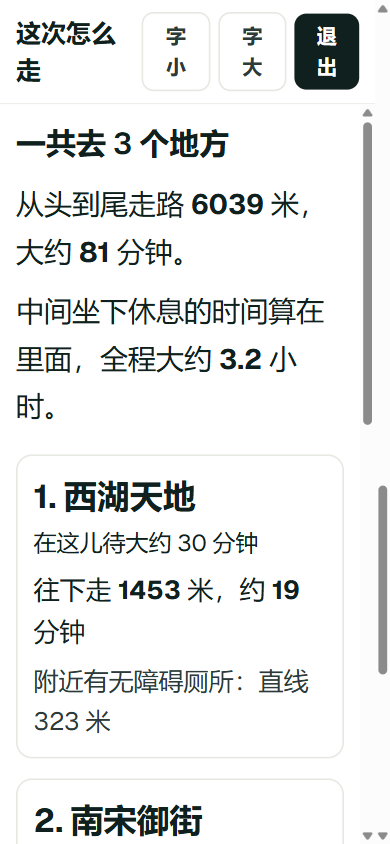 这次怎么
走
字
小
字
大
退
出
一共去 3 个地方
从头到尾走路 6039 米，
大约 81 分钟。
中间坐下休息的时间算在
里面，全程大约 3.2 小
时。
1. 西湖天地
在这儿待大约 30 分钟
往下走 1453 米，约 19
分钟
附近有无障碍厕所：直线
323 米
2. 南宋御街